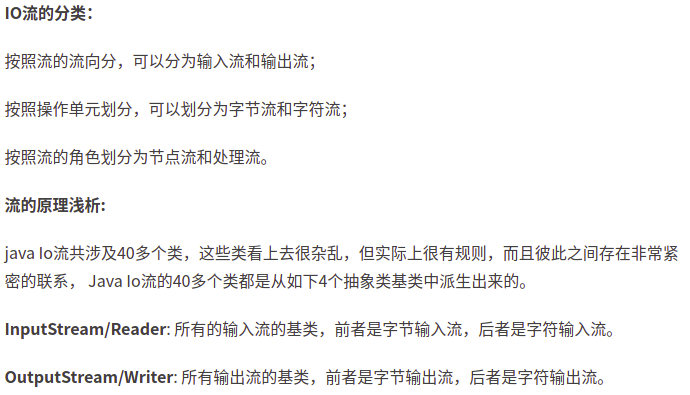 IO流的分类：
按照流的流向分，可以分为输入流和输出流；
按照操作单元划分，可以划分为字节流和字符流；
按照流的角色划分为节点流和处理流。
流的原理浅析:
java Io流共涉及40多个类，这些类看上去很杂乱，但实际上很有规则，而且彼此之间存在非常紧
密的联系， Java Io流的40多个类都是从如下4个抽象类基类中派生出来的。
InputStream/Reader: 所有的输入流的基类，前者是字节输入流，后者是字符输入流。
OutputStream/Writer: 所有输出流的基类，前者是字节输出流，后者是字符输出流。